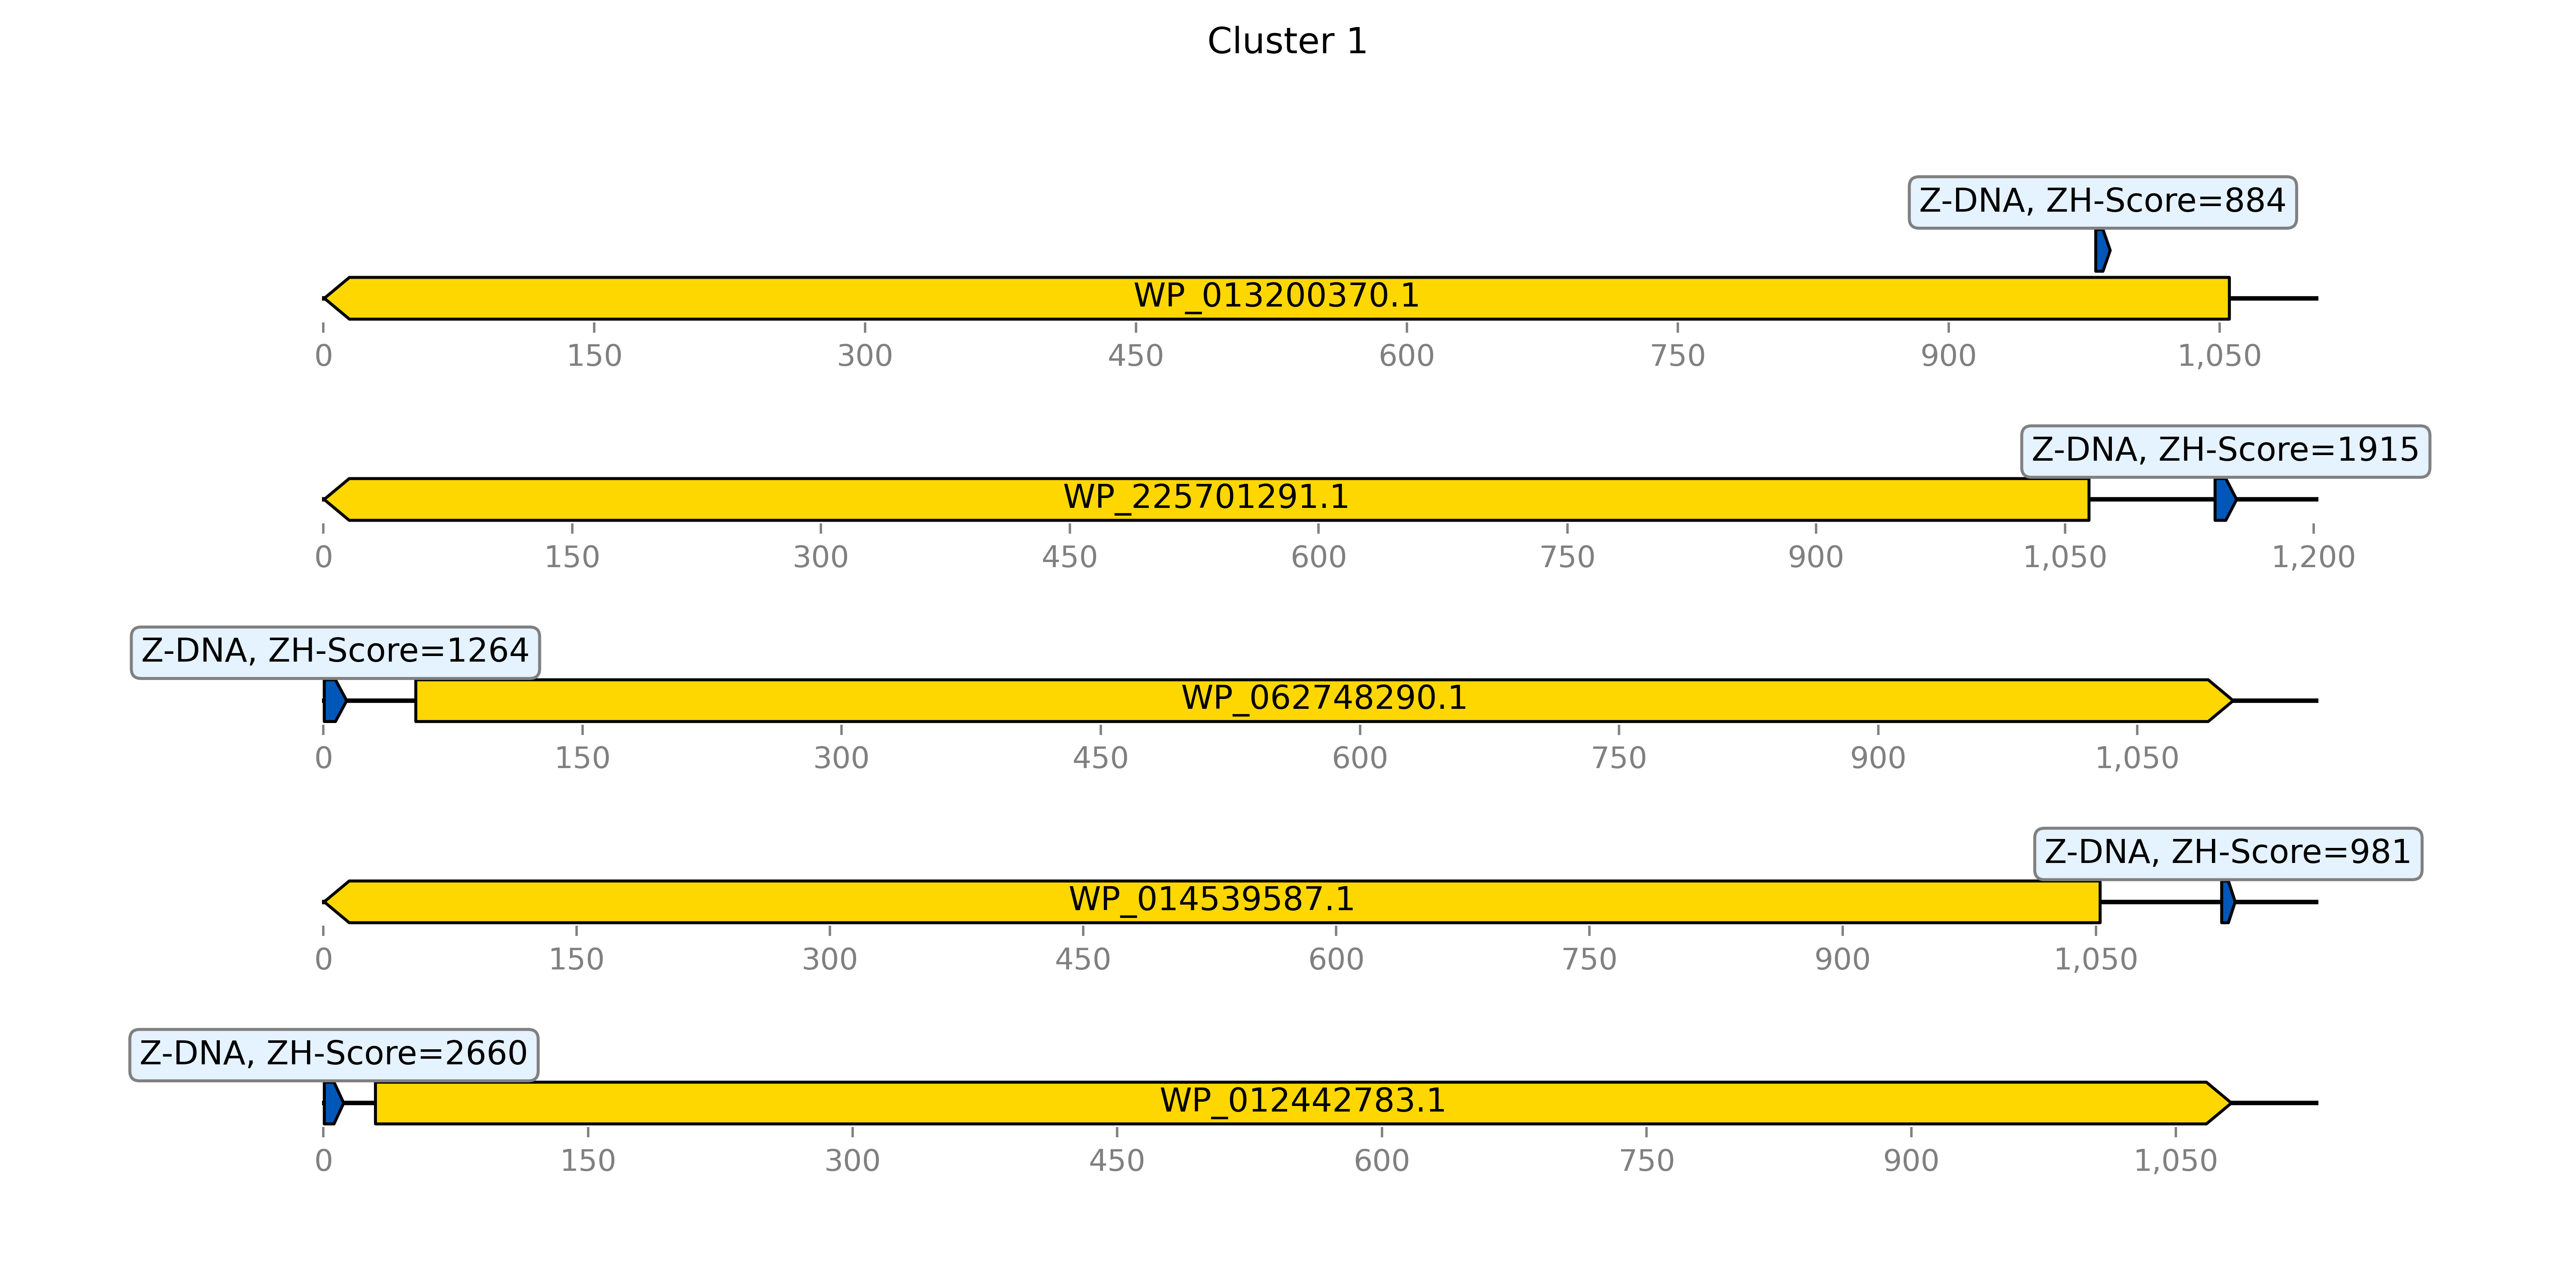 Cluster 1
Z-DNA, ZH-Score=884
WP_013200370.1
0 150 300 450 600 750 900 1,050
Z-DNA, ZH-Score=1915
WP_225701291.1
0 150 300 450 600 750 900 1,050 1,200
Z-DNA, ZH-Score=1264
WP_062748290.1
0 150 300 450 600 750 900 1,050
Z-DNA, ZH-Score=981
WP_014539587.1
0 150 300 450 600 750 900 1,050
Z-DNA, ZH-Score=2660
WP_012442783.1
0 150 300 450 600 750 900 1,050